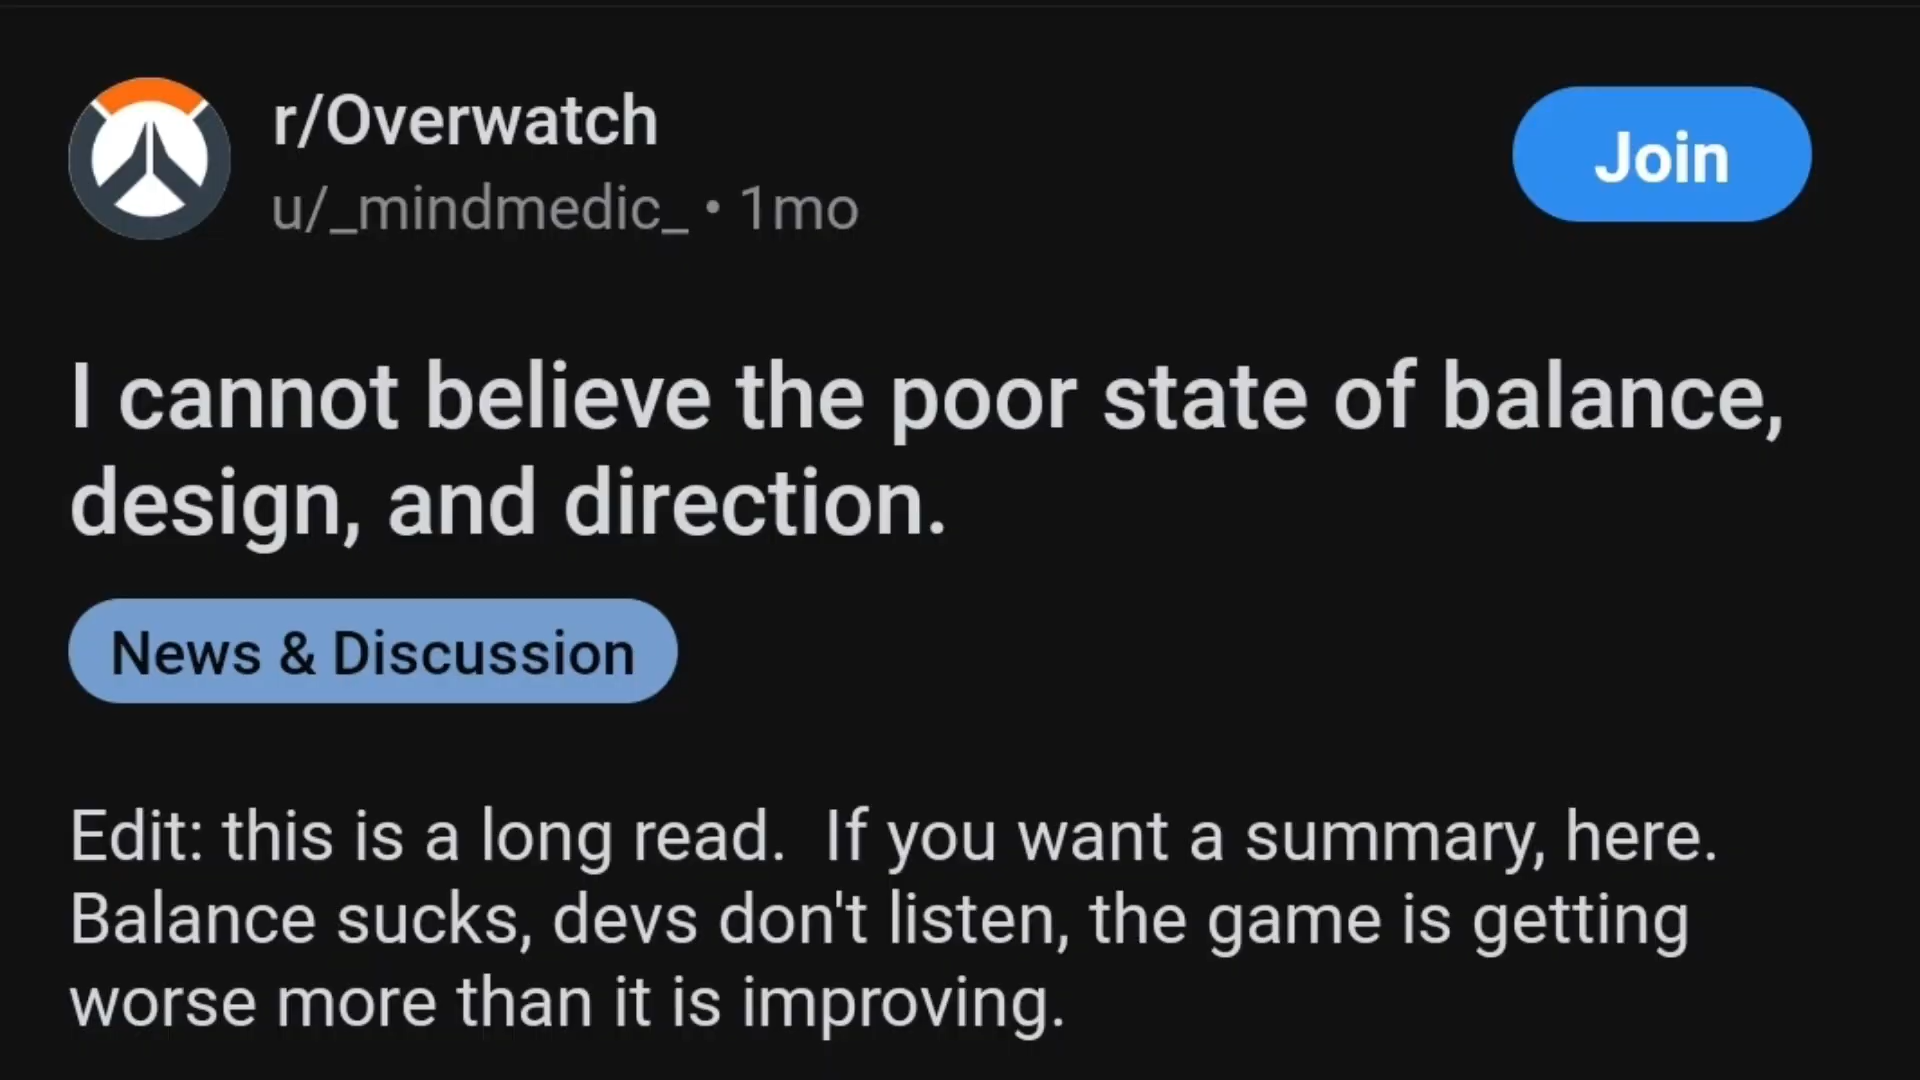 r/Overwatch
u/_mindmedic_ • 1mo
Join
I cannot believe the poor state of balance,
design, and direction.
News & Discussion
Edit: this is a long read.  If you want a summary, here.
Balance sucks, devs don't listen, the game is getting
worse more than it is improving.